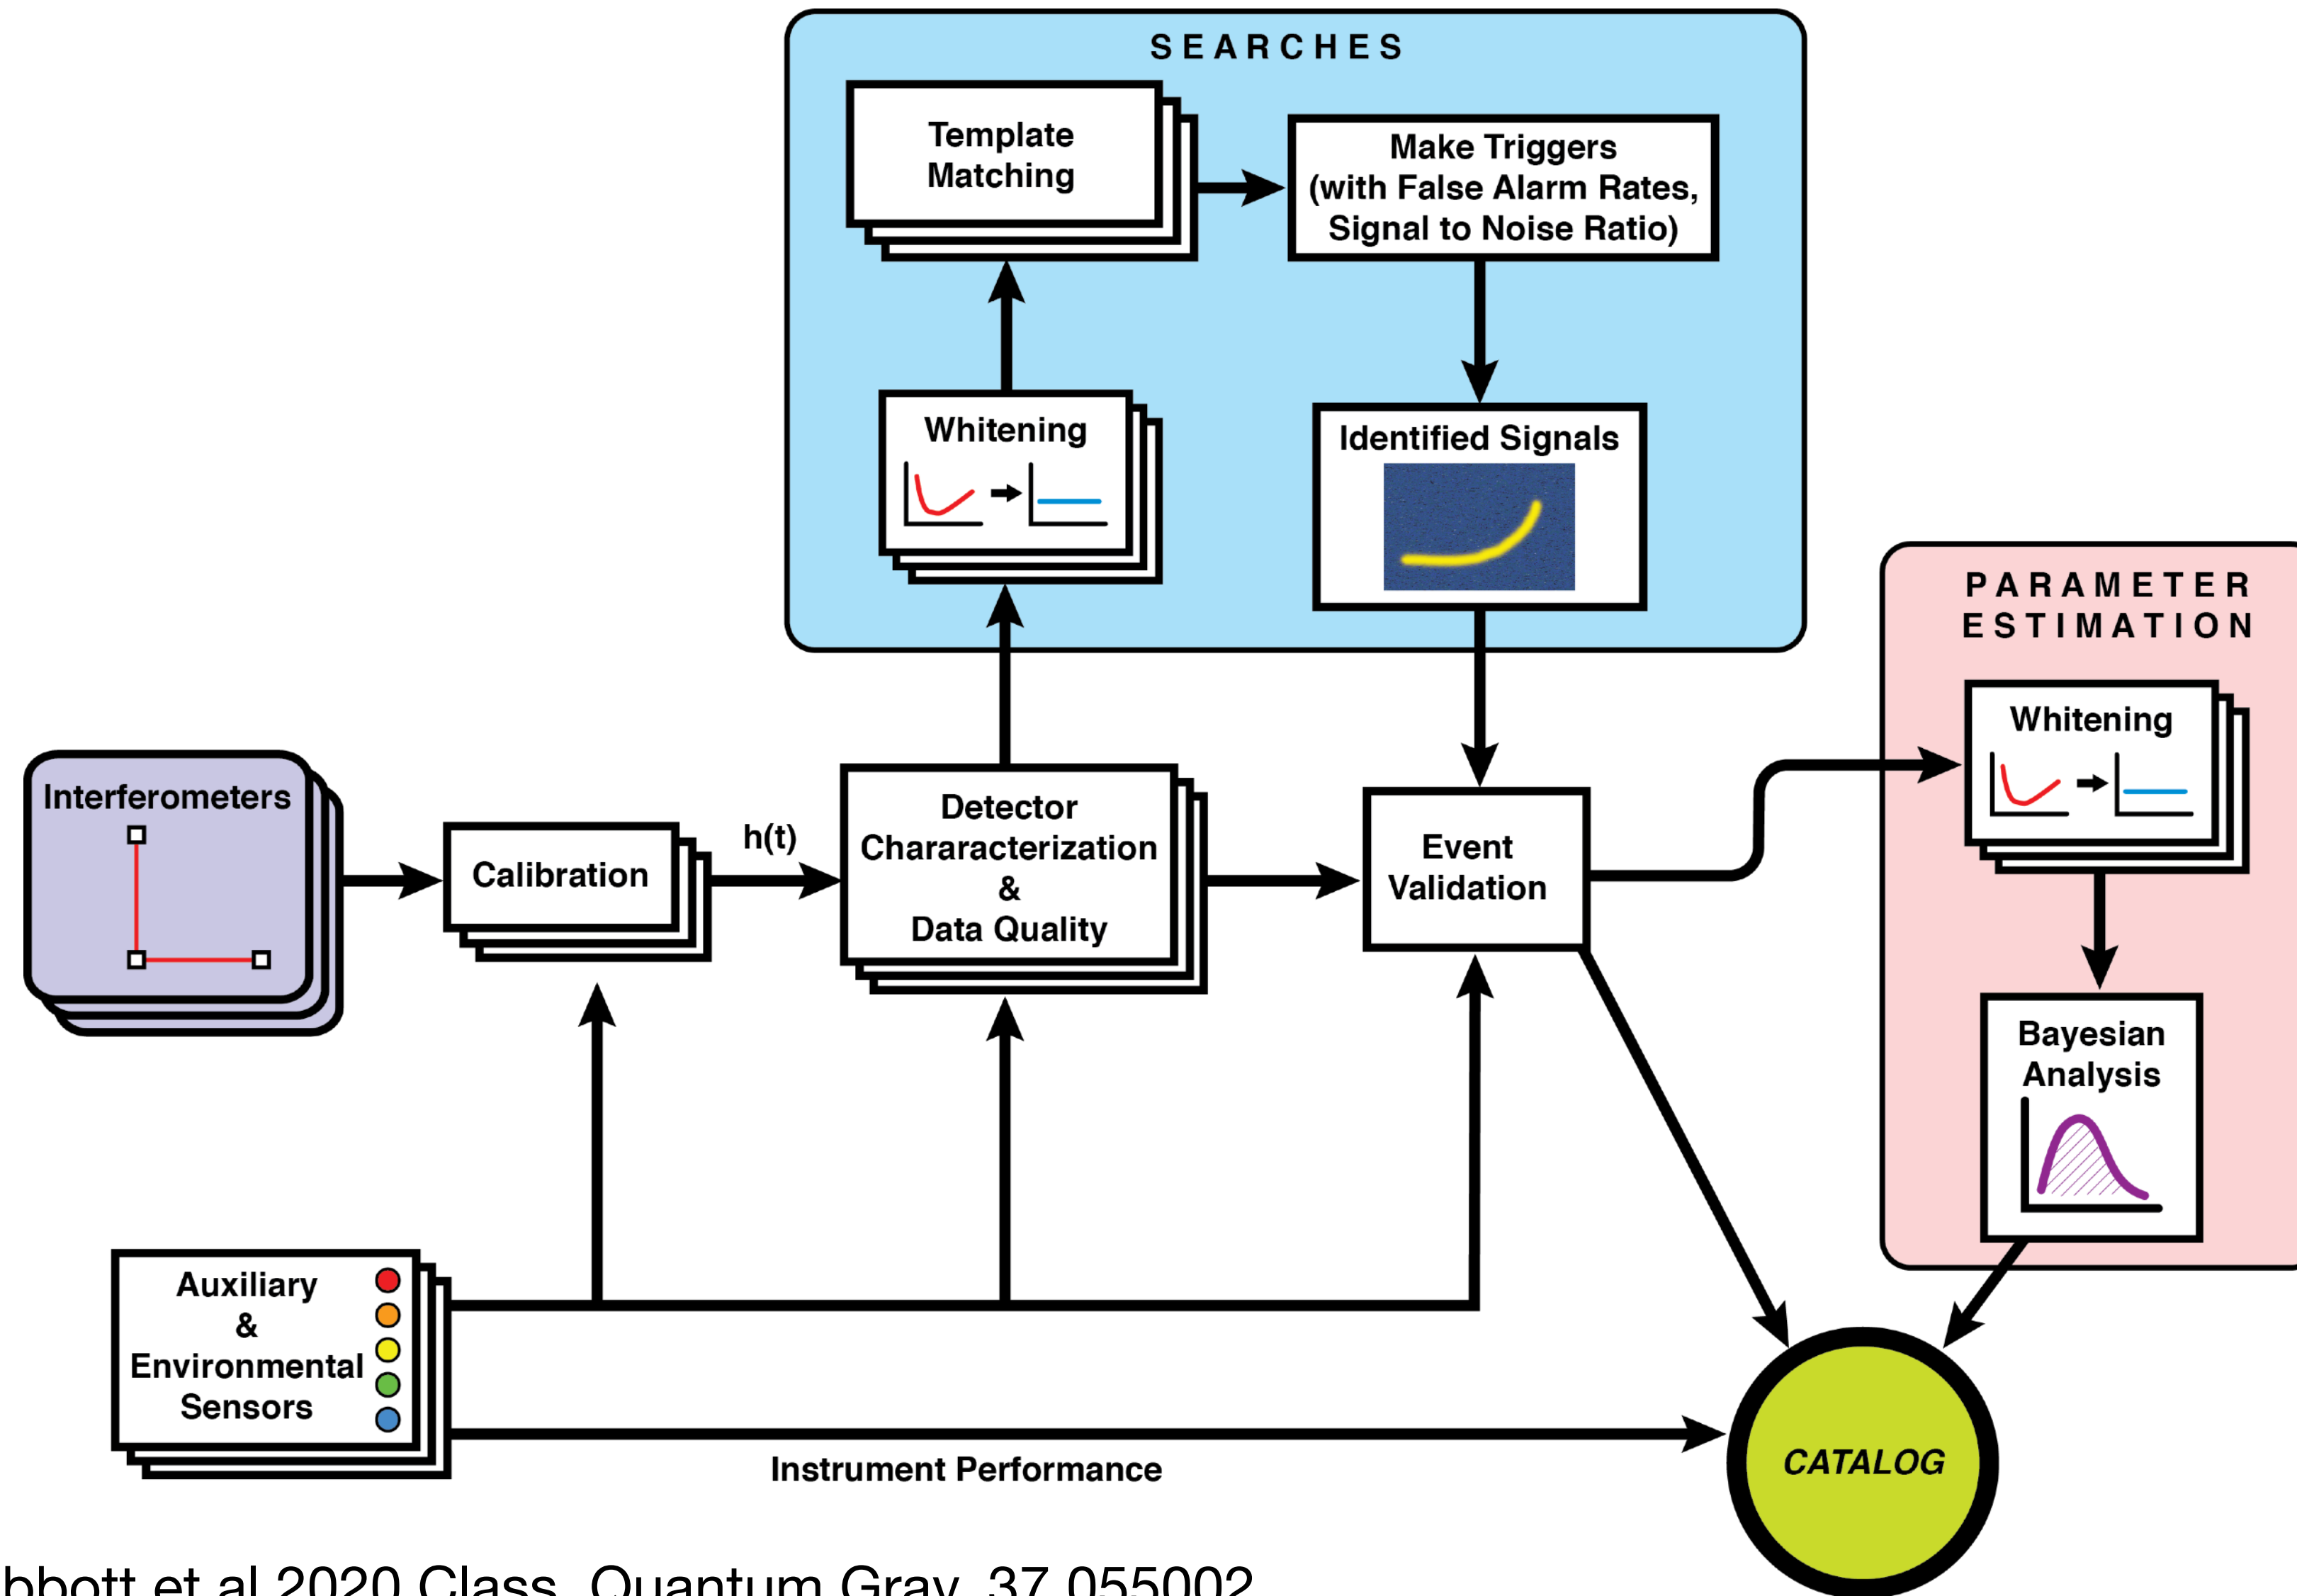 SEARCHES
Template
Matching
Make Triggers
(with False Alarm Rates,
Signal to Noise Ratio)
Whitening
Identified Signals
PARAMETER
ESTIMATION
Whitening
Interferometers
Calibration
h(t)
Detector
Chararacterization
&
Data Quality
Event
Validation
Bayesian
Analysis
Auxiliary
&
Environmental
Sensors
Instrument Performance
CATALOG
bbott et al 2020 Class. Quantum Grav. 37 055002